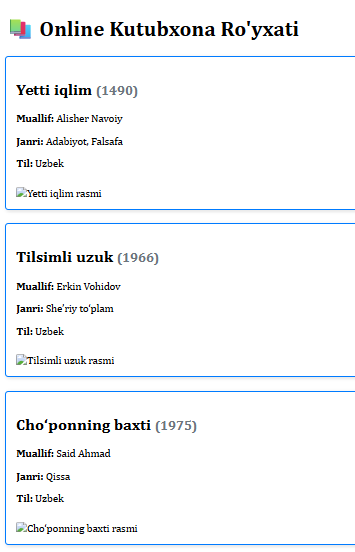 Online Kutubxona Ro'yxati
Yetti iqlim (1490)
Muallif: Alisher Navoiy
Janri: Adabiyot, Falsafa
Til: Uzbek
Yetti iqlim rasmi
Tilsimli uzuk (1966)
Muallif: Erkin Vohidov
Janri: She’riy to‘plam
Til: Uzbek
Tilsimli uzuk rasmi
Cho‘ponning baxti (1975)
Muallif: Said Ahmad
Janri: Qissa
Til: Uzbek
Cho‘ponning baxti rasmi